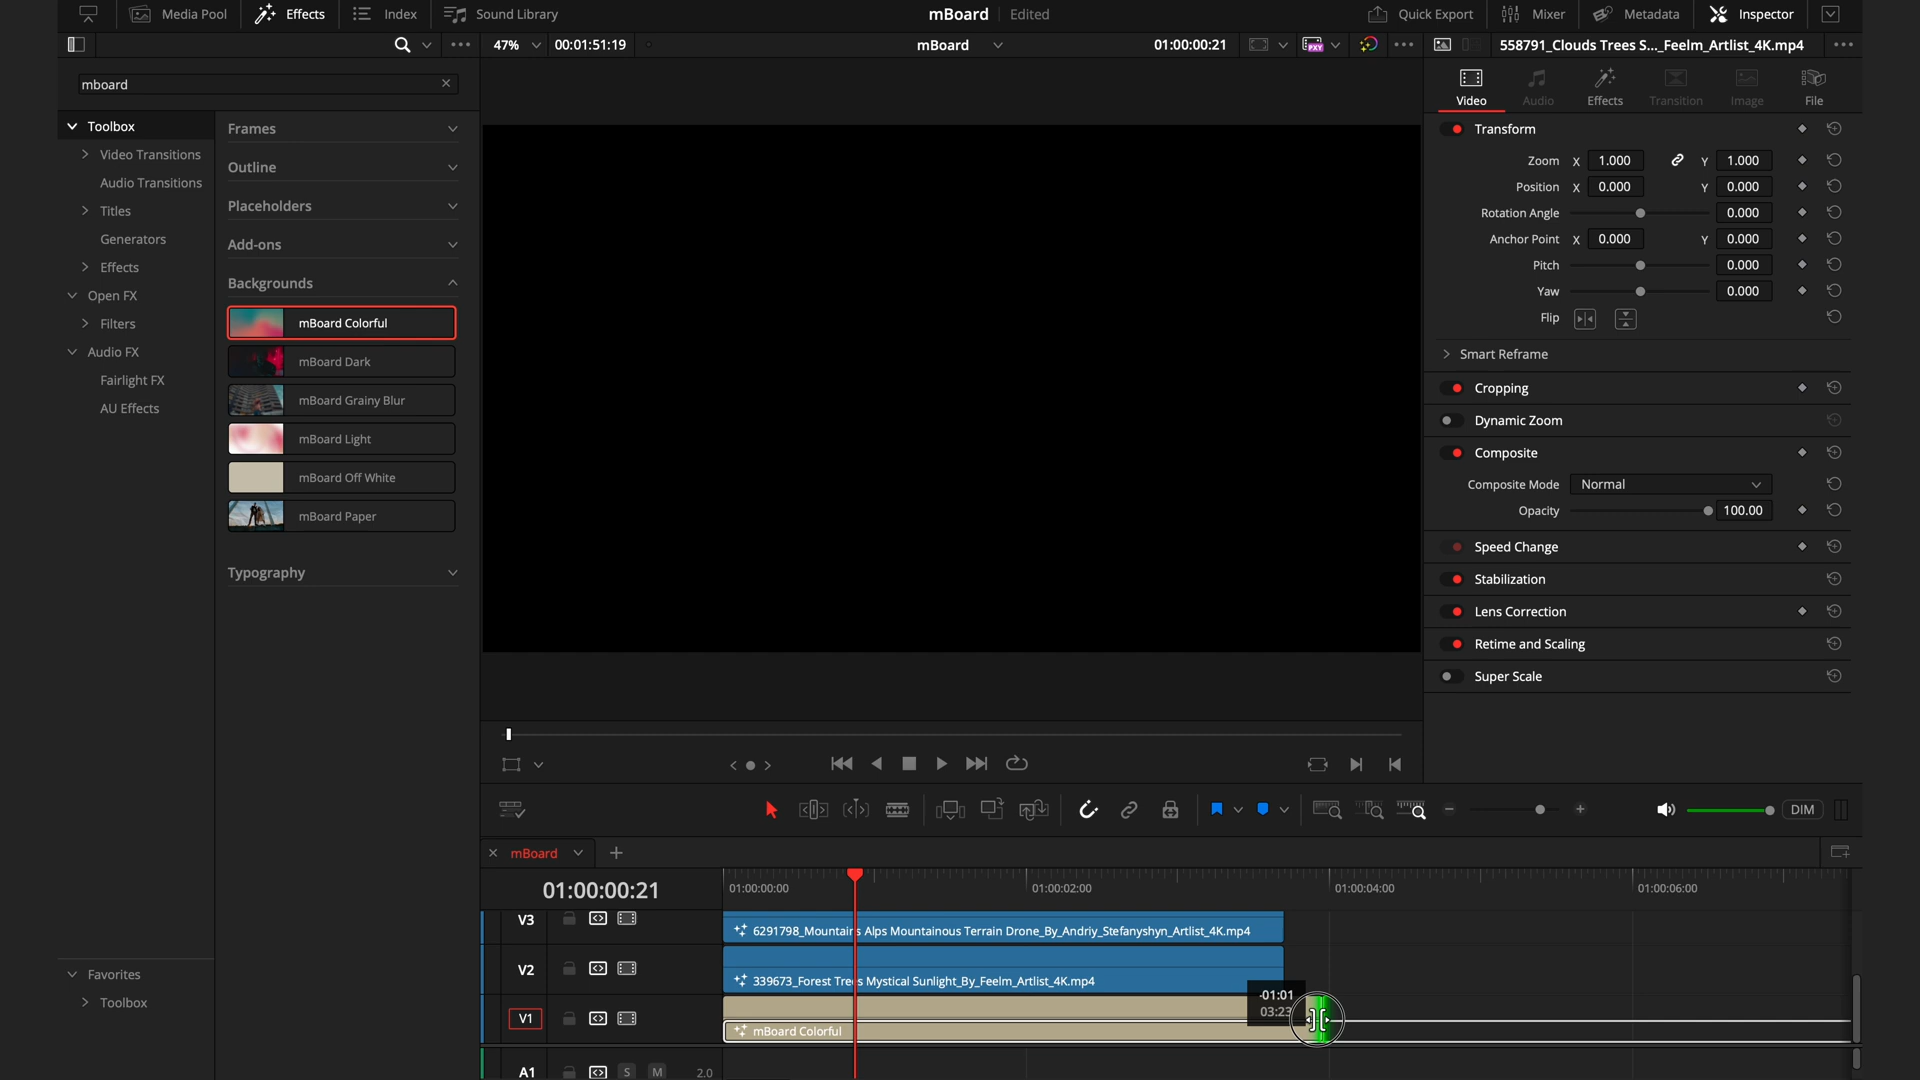 Media Pool
Effects
Index
Sound Library
mBoard
Edited
Quick Export
Mixer
Metadata
Inspector
47%
00:01:51:19
mBoard
01:00:00:21
PXY
558791_Clouds Trees S..._Feelm_Artlist_4K.mp4
mboard
Toolbox
Video Transitions
Audio Transitions
Titles
Generators
Effects
Open FX
Filters
Audio FX
Fairlight FX
AU Effects
Favorites
Toolbox
Frames
Outline
Placeholders
Add-ons
Backgrounds
mBoard Colorful
mBoard Dark
mBoard Grainy Blur
mBoard Light
mBoard Off White
mBoard Paper
Typography
Video
Audio
Effects
Transition
Image
File
Transform
Zoom X 1.000 Y 1.000
Position X 0.000 Y 0.000
Rotation Angle 0.000
Anchor Point X 0.000 Y 0.000
Pitch 0.000
Yaw 0.000
Flip
Smart Reframe
Cropping
Dynamic Zoom
Composite
Composite Mode Normal
Opacity 100.00
Speed Change
Stabilization
Lens Correction
Retime and Scaling
Super Scale
DIM
mBoard
01:00:00:21
01:00:00:00
01:00:02:00
01:00:04:00
01:00:06:00
V3
6291798_Mountains Alps Mountainous Terrain Drone_By_Andriy_Stefanyshyn_Artlist_4K.mp4
V2
339673_Forest Trees Mystical Sunlight_By_Feelm_Artlist_4K.mp4
V1
mBoard Colorful
-01:01
03:23
A1
S
M
2.0